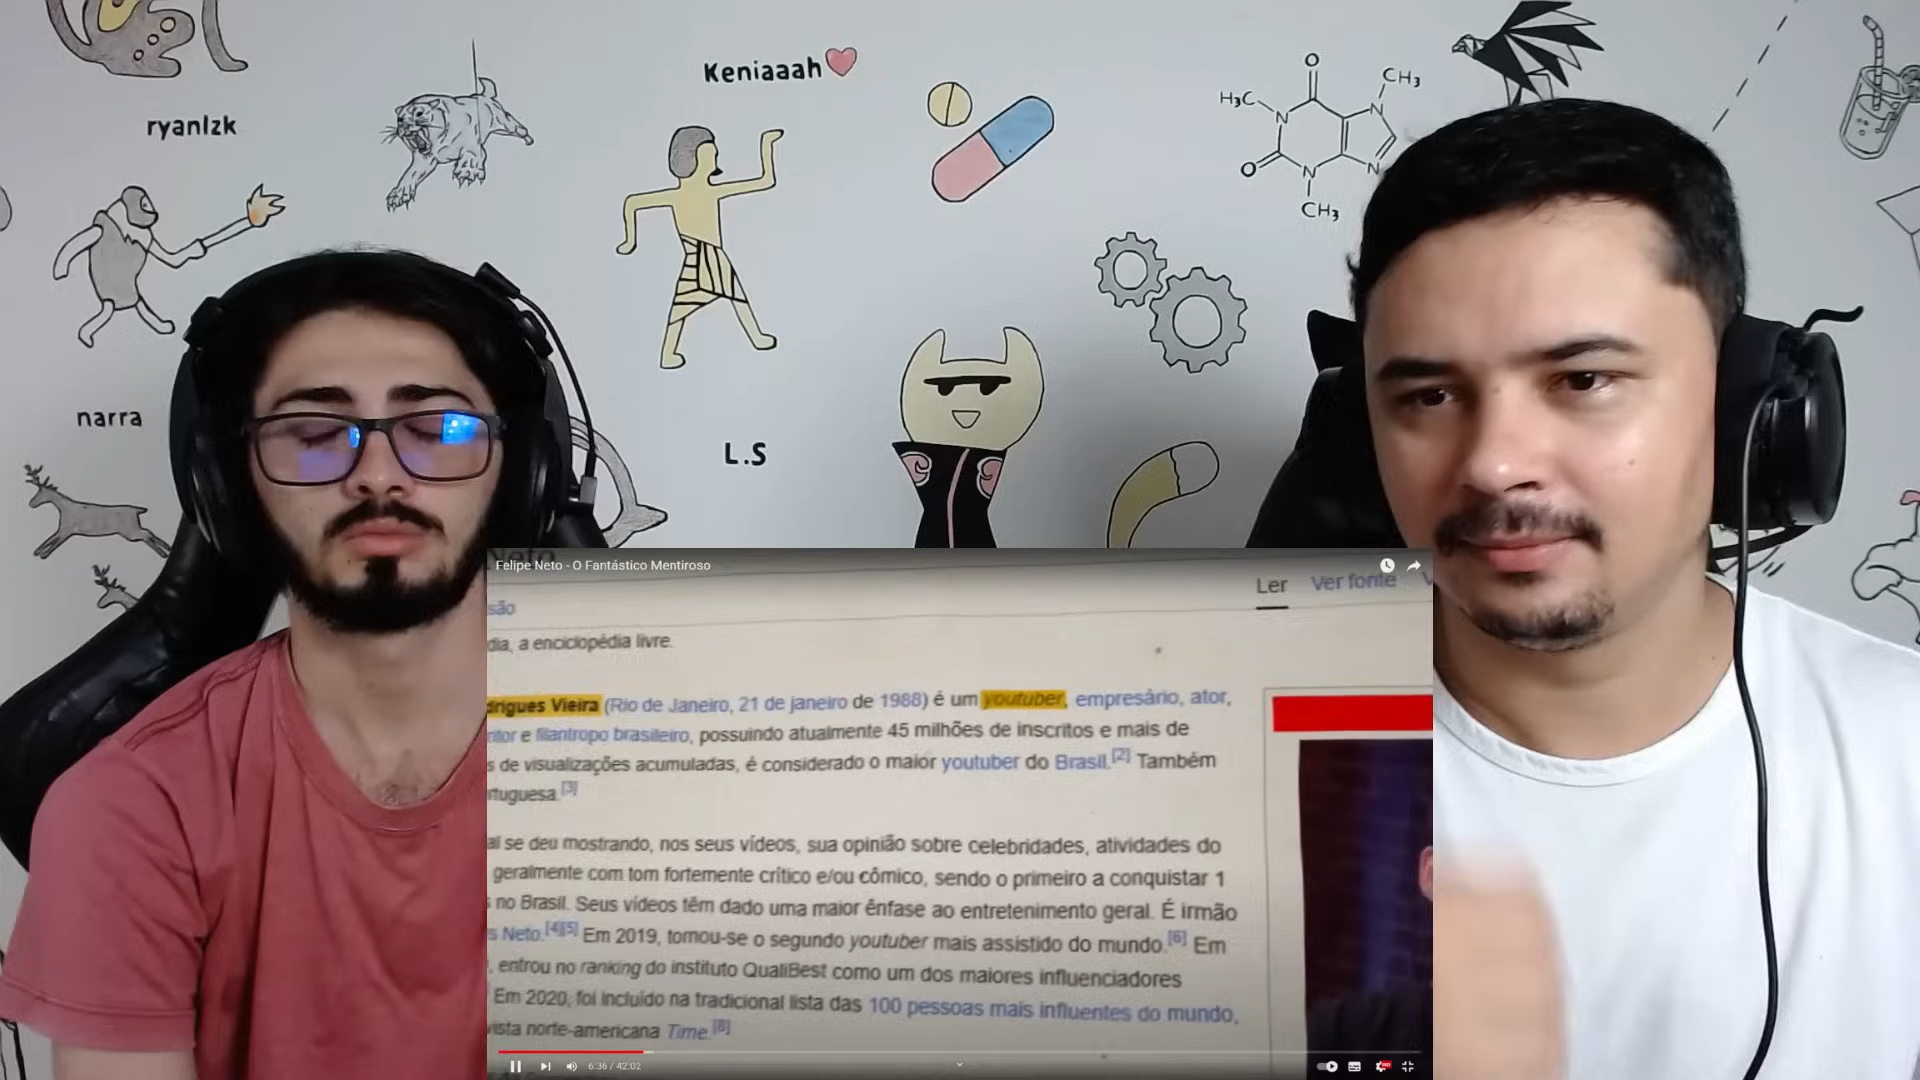 Keniaaah
ryanlzk
narra
L.S
O
H₃C
N
N
CH₃
O
N
N
CH₃
Neto
Felipe Neto - O Fantástico Mentiroso
Ler Ver fonte V
são
dia, a enciclopédia livre.
drigues Vieira (Rio de Janeiro, 21 de janeiro de 1988) é um youtuber, empresário, ator,
ntor e filantropo brasileiro, possuindo atualmente 45 milhões de inscritos e mais de
s de visualizações acumuladas, é considerado o maior youtuber do Brasil.[2] Também
rtuguesa.[3]
al se deu mostrando, nos seus vídeos, sua opinião sobre celebridades, atividades do
geralmente com tom fortemente crítico e/ou cômico, sendo o primeiro a conquistar 1
s no Brasil. Seus vídeos têm dado uma maior ênfase ao entretenimento geral. É irmão
s Neto.[4][5] Em 2019, tornou-se o segundo youtuber mais assistido do mundo.[6] Em
, entrou no ranking do instituto QualiBest como um dos maiores influenciadores
Em 2020, foi incluído na tradicional lista das 100 pessoas mais influentes do mundo,
vista norte-americana Time.[8]
6:36 / 42:02